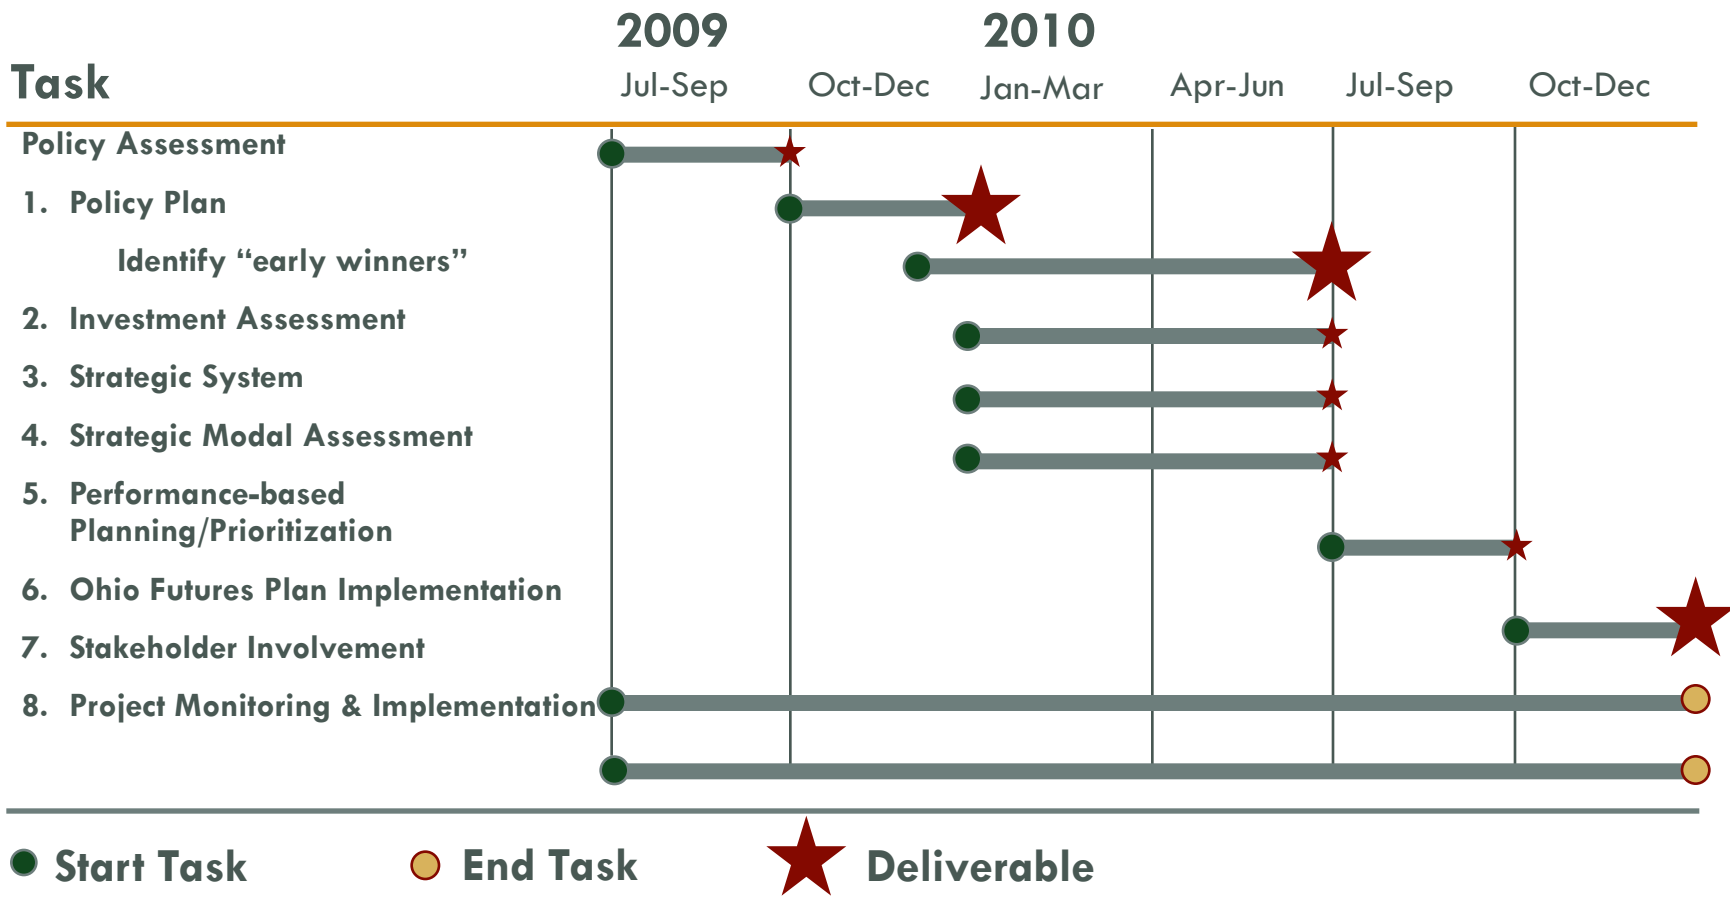 2009 2010
Task Jul-Sep Oct-Dec Jan-Mar Apr-Jun Jul-Sep Oct-Dec
Policy Assessment
1. Policy Plan
Identify “early winners”
2. Investment Assessment
3. Strategic System
4. Strategic Modal Assessment
5. Performance-based
Planning/Prioritization
6. Ohio Futures Plan Implementation
7. Stakeholder Involvement
8. Project Monitoring & Implementation
Start Task End Task Deliverable